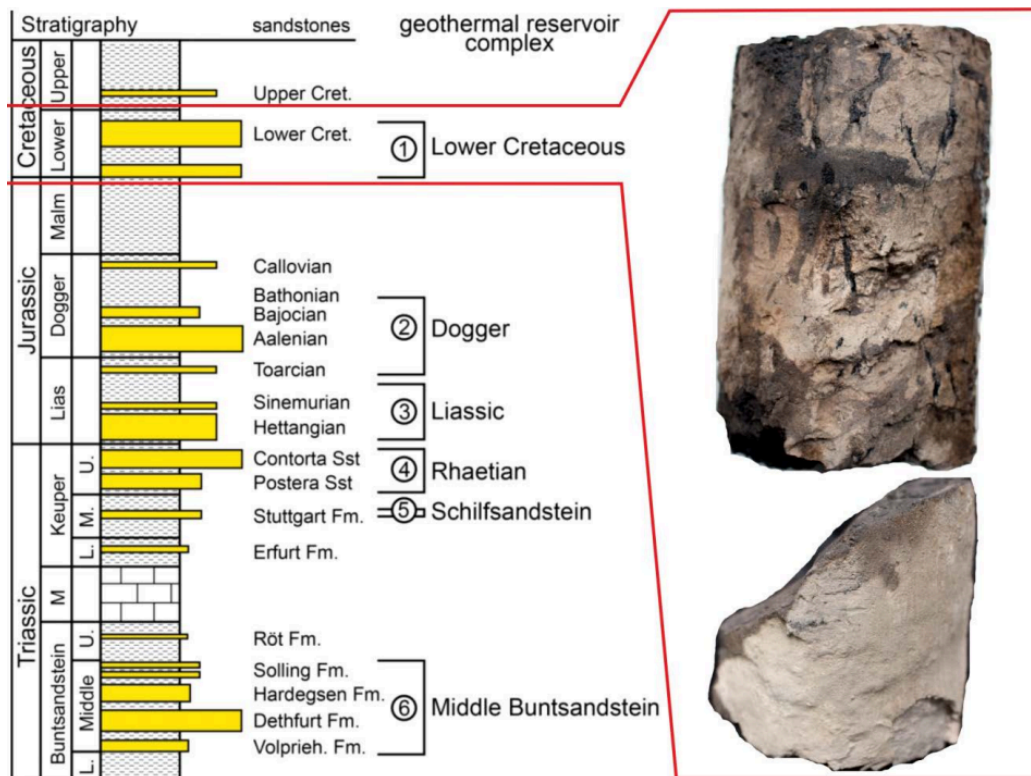 Stratigraphy sandstones geothermal reservoir
complex
Cretaceous
Upper
Upper Cret.
Lower
Lower Cret.
① Lower Cretaceous
Jurassic
Malm
Dogger
Callovian
Bathonian
Bajocian
Aalenian
② Dogger
Lias
Toarcian
Sinemurian
Hettangian
③ Liassic
Triassic
Keuper
U.
Contorta Sst
Postera Sst
④ Rhaetian
M.
Stuttgart Fm.
⑤ Schilfsandstein
L.
Erfurt Fm.
M
Buntsandstein
U.
Röt Fm.
Middle
Solling Fm.
Hardegsen Fm.
Dethfurt Fm.
Volprieh. Fm.
⑥ Middle Buntsandstein
L.